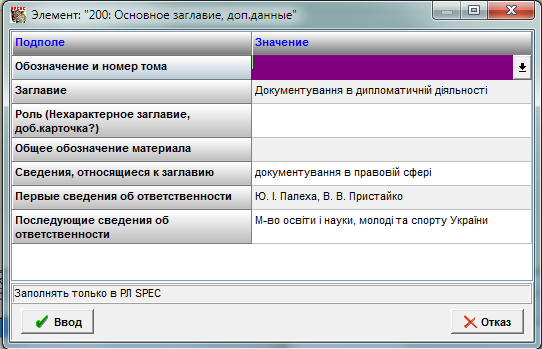 Элемент: "200: Основное заглавие, доп.данные"
Подполе Значение
Обозначение и номер тома
Заглавие Документування в дипломатичній діяльності
Роль (Нехарактерное заглавие,
доб.карточка?)
Общее обозначение материала
Сведения, относящиеся к заглавию документування в правовій сфері
Первые сведения об ответственности Ю. І. Палеха, В. В. Пристайко
Последующие сведения об М-во освіти і науки, молоді та спорту України
ответственности
Заполнять только в РЛ SPEC
Ввод Отказ